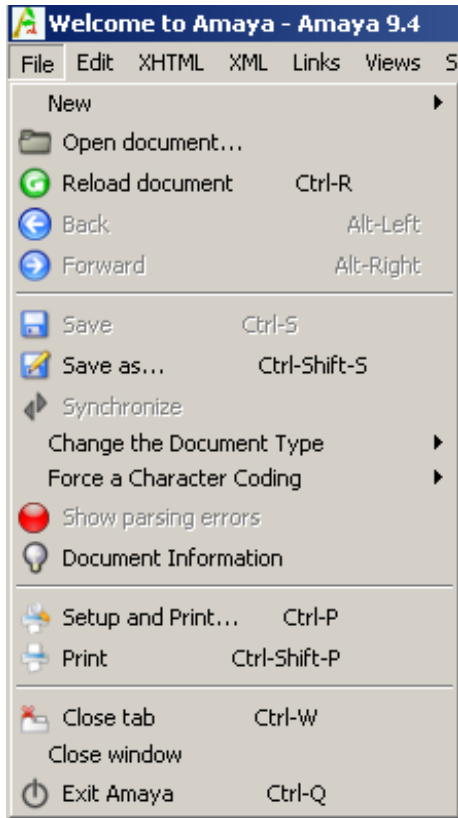 Welcome to Amaya - Amaya 9.4
File Edit XHTML XML Links Views S
New
Open document...
Reload document Ctrl-R
Back Alt-Left
Forward Alt-Right
Save Ctrl-S
Save as... Ctrl-Shift-S
Synchronize
Change the Document Type
Force a Character Coding
Show parsing errors
Document Information
Setup and Print... Ctrl-P
Print Ctrl-Shift-P
Close tab Ctrl-W
Close window
Exit Amaya Ctrl-Q